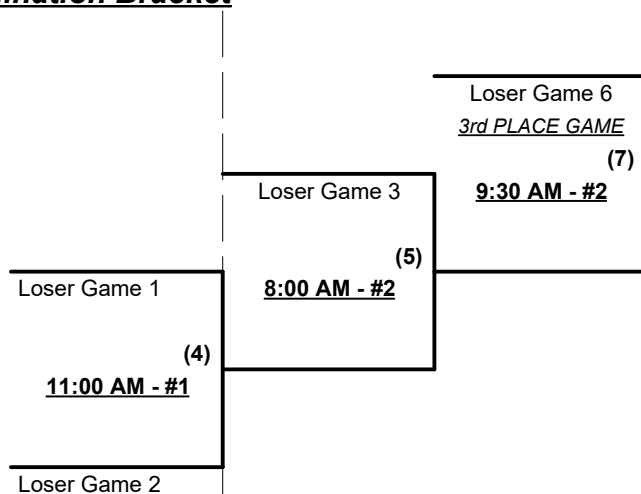 Bracket
Loser Game 6
3rd PLACE GAME
(7)
Loser Game 3
9:30 AM - #2
(5)
Loser Game 1
8:00 AM - #2
(4)
11:00 AM - #1
Loser Game 2